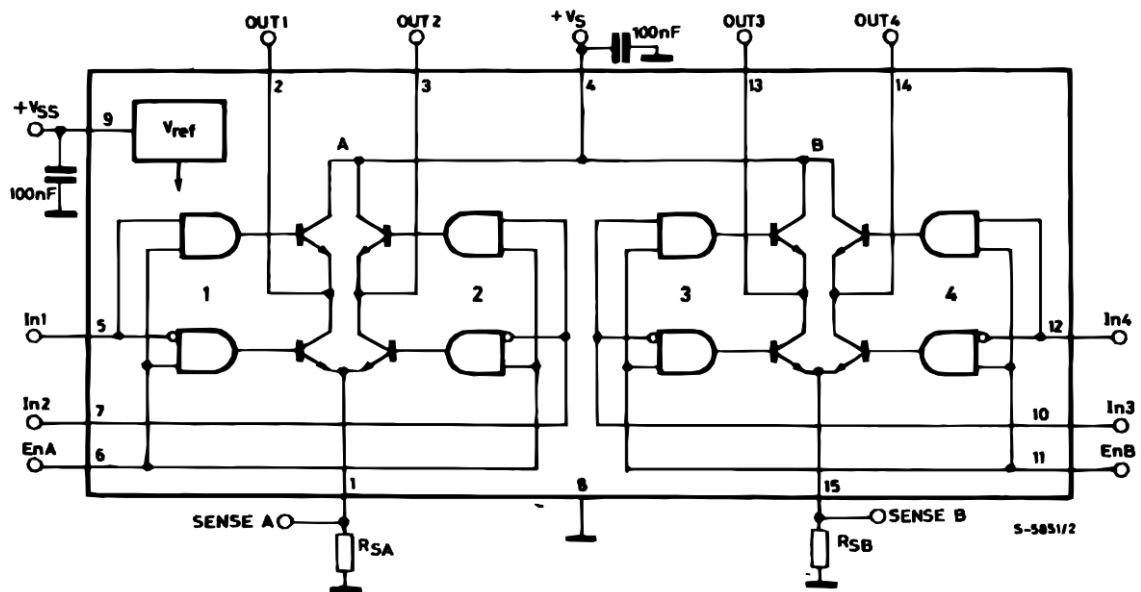 OUT1 OUT2 +VS 100nF OUT3 OUT4
2 3 4 13 14
+VSS 9 Vref A B
100nF
1 2 3 4
In1 5 12 In4
In2 7 10 In3
EnA 6 11 EnB
1 8 15
SENSE A SENSE B S-5851/2
RSA RSB